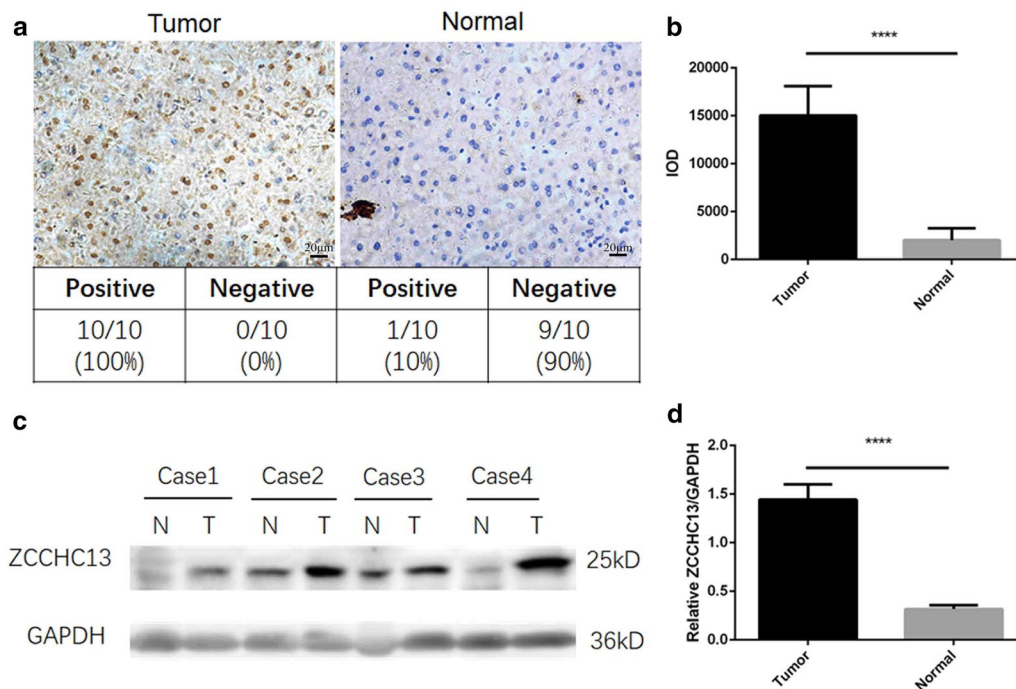 a
Tumor Normal
20μm 20μm
Positive Negative Positive Negative
10/10 0/10 1/10 9/10
(100%) (0%) (10%) (90%)
b
****
20000
15000
10000
5000
0
IOD
Tumor Normal
c
Case1 Case2 Case3 Case4
N T N T N T N T
ZCCHC13 25kD
GAPDH 36kD
d
****
2.0
1.5
1.0
0.5
0.0
Relative ZCCHC13/GAPDH
Tumor Normal